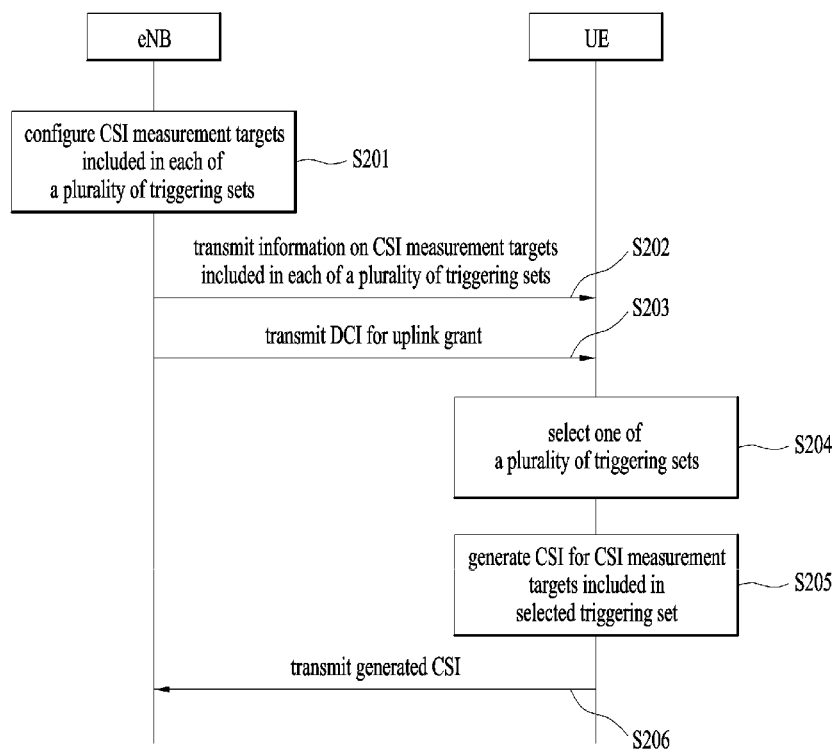 eNB
UE
configure CSI measurement targets
included in each of
a plurality of triggering sets
S201
transmit information on CSI measurement targets
included in each of a plurality of triggering sets
S202
transmit DCI for uplink grant
S203
select one of
a plurality of triggering sets
S204
generate CSI for CSI measurement
targets included in
selected triggering set
S205
transmit generated CSI
S206